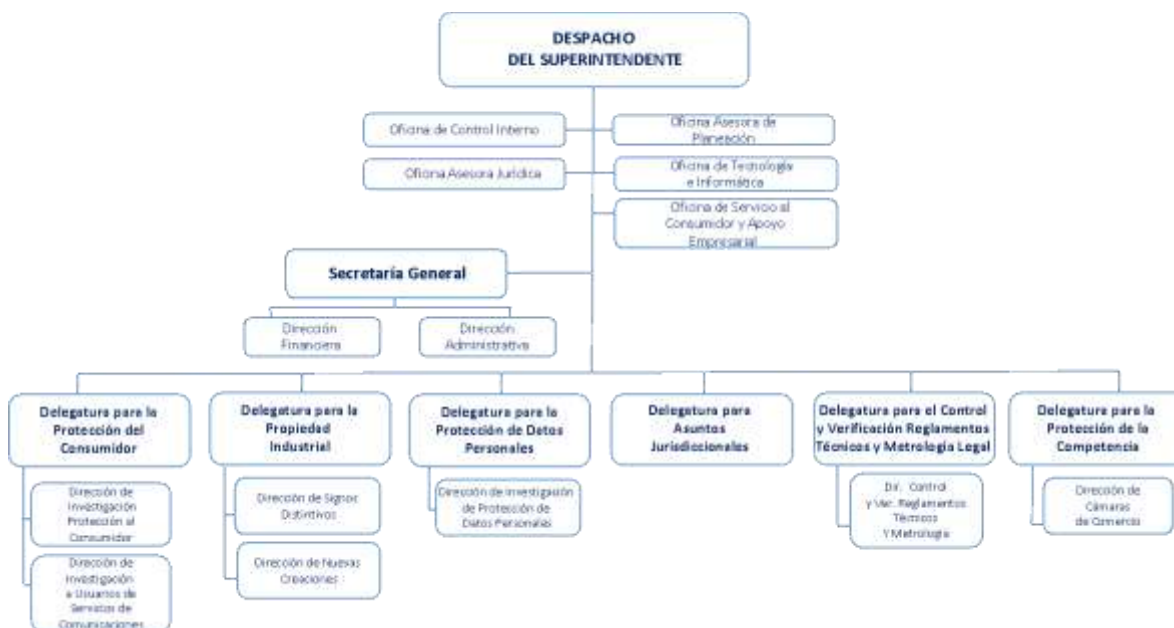 DESPACHO
DEL SUPERINTENDENTE
Oficina de Control Interno
Oficina Asesora de
Planeación
Oficina Asesora Jurídica
Oficina de Tecnología
e Informática
Oficina de Servicio al
Consumidor y Apoyo
Empresarial
Secretaría General
Dirección
Financiera
Dirección
Administrativa
Delegatura para la
Protección del
Consumidor
Delegatura para la
Propiedad
Industrial
Delegatura para la
Protección de Datos
Personales
Delegatura para
Asuntos
Jurisdiccionales
Delegatura para el Control
y Verificación Reglamentos
Técnicos y Metrología Legal
Delegatura para la
Protección de la
Competencia
Dirección de
Investigación
Protección al
Consumidor
Dirección de
Investigación
a Usuarios de
Servicios de
Comunicaciones
Dirección de Signos
Distintivos
Dirección de Nuevas
Creaciones
Dirección de Investigación
de Protección de
Datos Personales
Dir. Control
y Ver. Reglamentos
Técnicos
Y Metrología
Dirección de
Cámaras
de Comercio